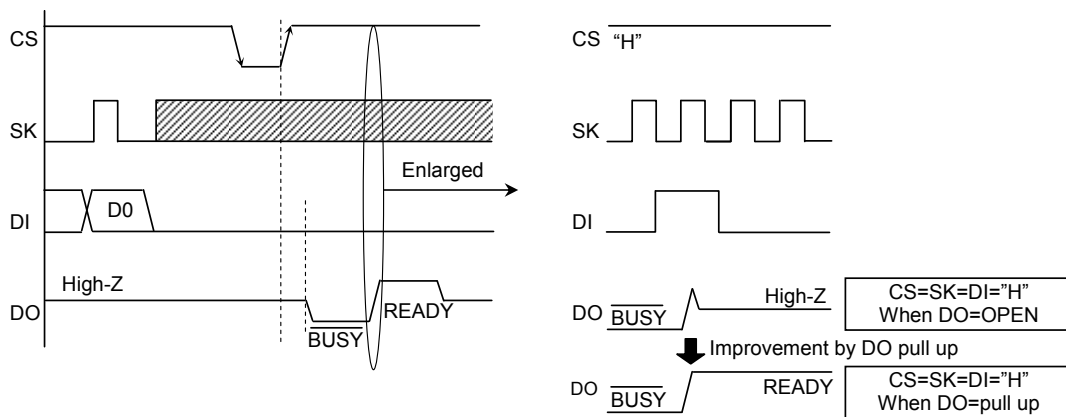 CS
SK
Enlarged
DI
D0
High-Z
DO
BUSY
READY
CS "H"
SK
DI
DO
BUSY
High-Z
CS=SK=DI="H"
When DO=OPEN
Improvement by DO pull up
DO
BUSY
READY
CS=SK=DI="H"
When DO=pull up